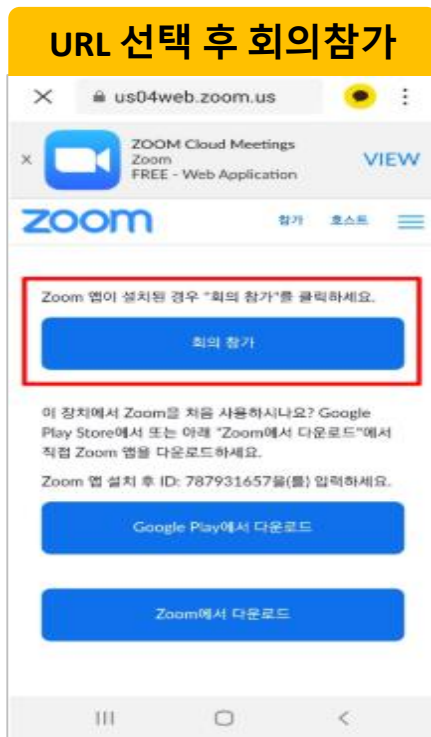 URL 선택 후 회의참가
us04web.zoom.us
ZOOM Cloud Meetings
Zoom
FREE - Web Application
VIEW
zoom
참가 호스트
Zoom 앱이 설치된 경우 "회의 참가"를 클릭하세요.
회의 참가
이 장치에서 Zoom을 처음 사용하시나요? Google
Play Store에서 또는 아래 "Zoom에서 다운로드"에서
직접 Zoom 앱을 다운로드하세요.
Zoom 앱 설치 후 ID: 787931657을(를) 입력하세요.
Google Play에서 다운로드
Zoom에서 다운로드